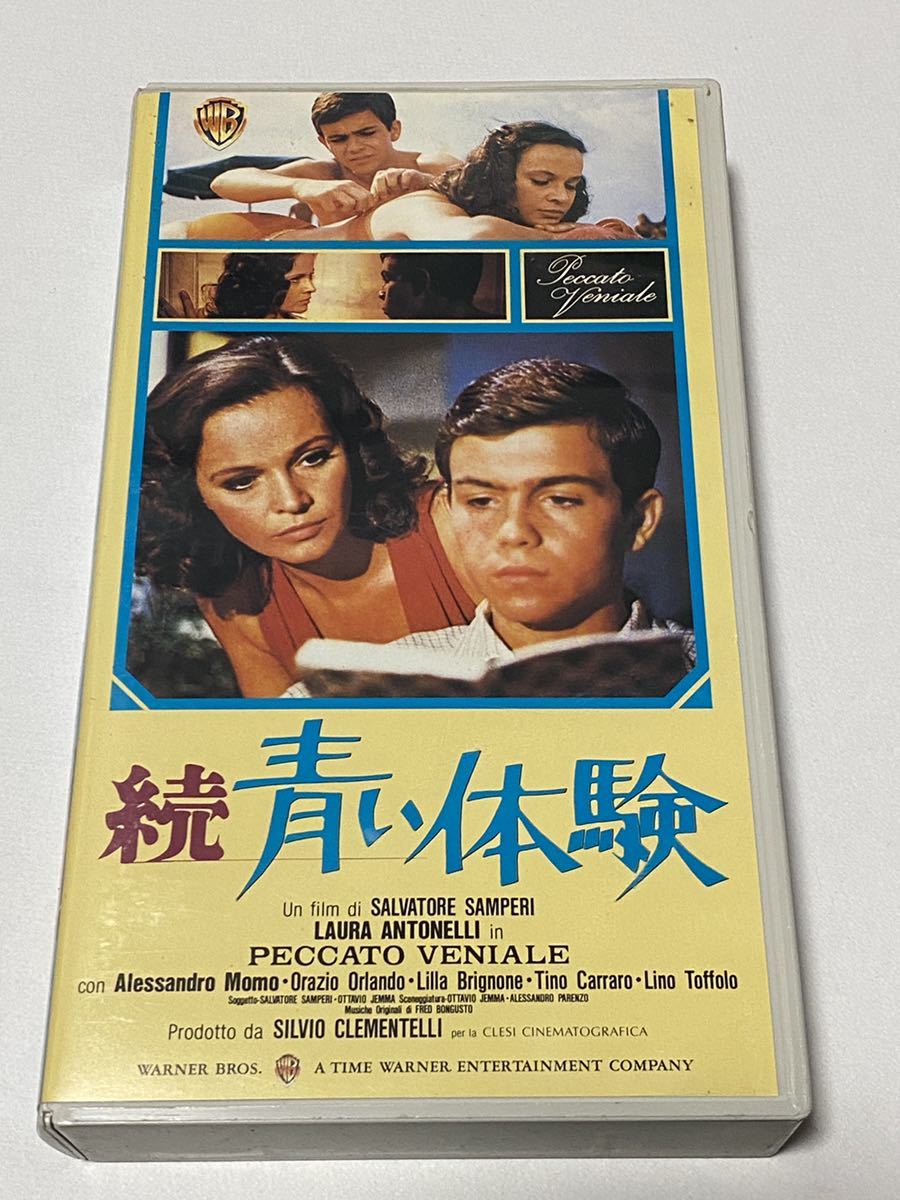 WB
Peccato
Veniale
続 青い体験
Un film di SALVATORE SAMPERI
LAURA ANTONELLI in
PECCATO VENIALE
con Alessandro Momo·Orazio Orlando·Lilla Brignone·Tino Carraro·Lino Toffolo
Soggetto-SALVATORE SAMPERI-OTTAVIO JEMMA Sceneggiatura-OTTAVIO JEMMA-ALESSANDRO PARENZO
Musiche Originali di FRED BONGUSTO
Prodotto da SILVIO CLEMENTELLI per la CLESI CINEMATOGRAFICA
WARNER BROS. WB A TIME WARNER ENTERTAINMENT COMPANY